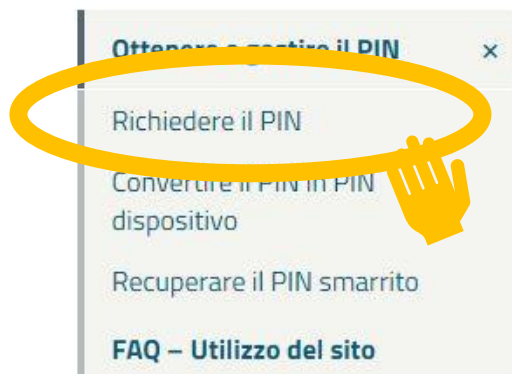 Ottenere e gestire il PIN ×
Richiedere il PIN
Convertire il PIN in PIN
dispositivo
Recuperare il PIN smarrito
FAQ – Utilizzo del sito